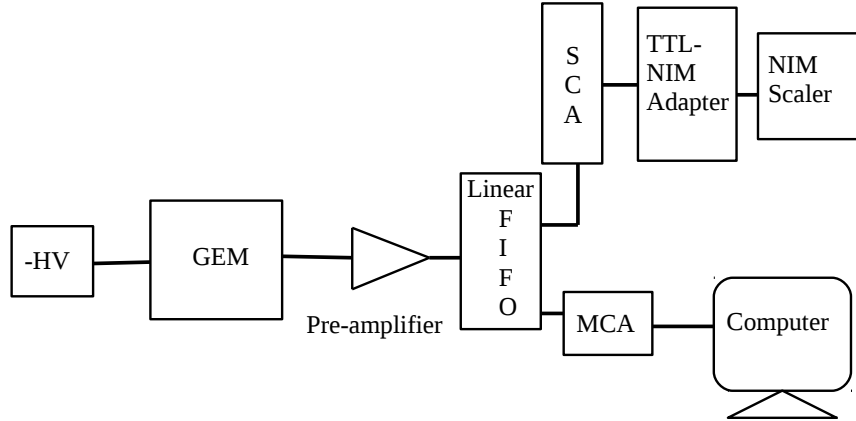 -HV
GEM
Pre-amplifier
Linear
F
I
F
O
S
C
A
TTL-
NIM
Adapter
NIM
Scaler
MCA
Computer